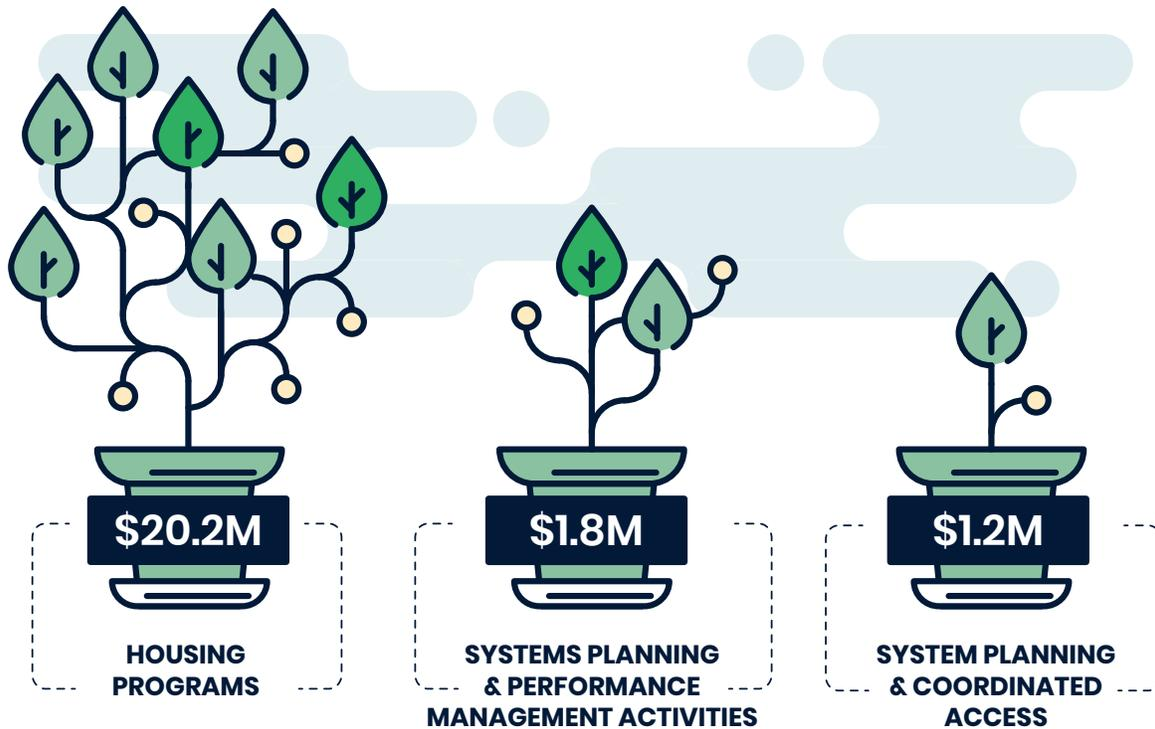 $20.2M
HOUSING
PROGRAMS
$1.8M
SYSTEMS PLANNING
& PERFORMANCE
MANAGEMENT ACTIVITIES
$1.2M
SYSTEM PLANNING
& COORDINATED
ACCESS